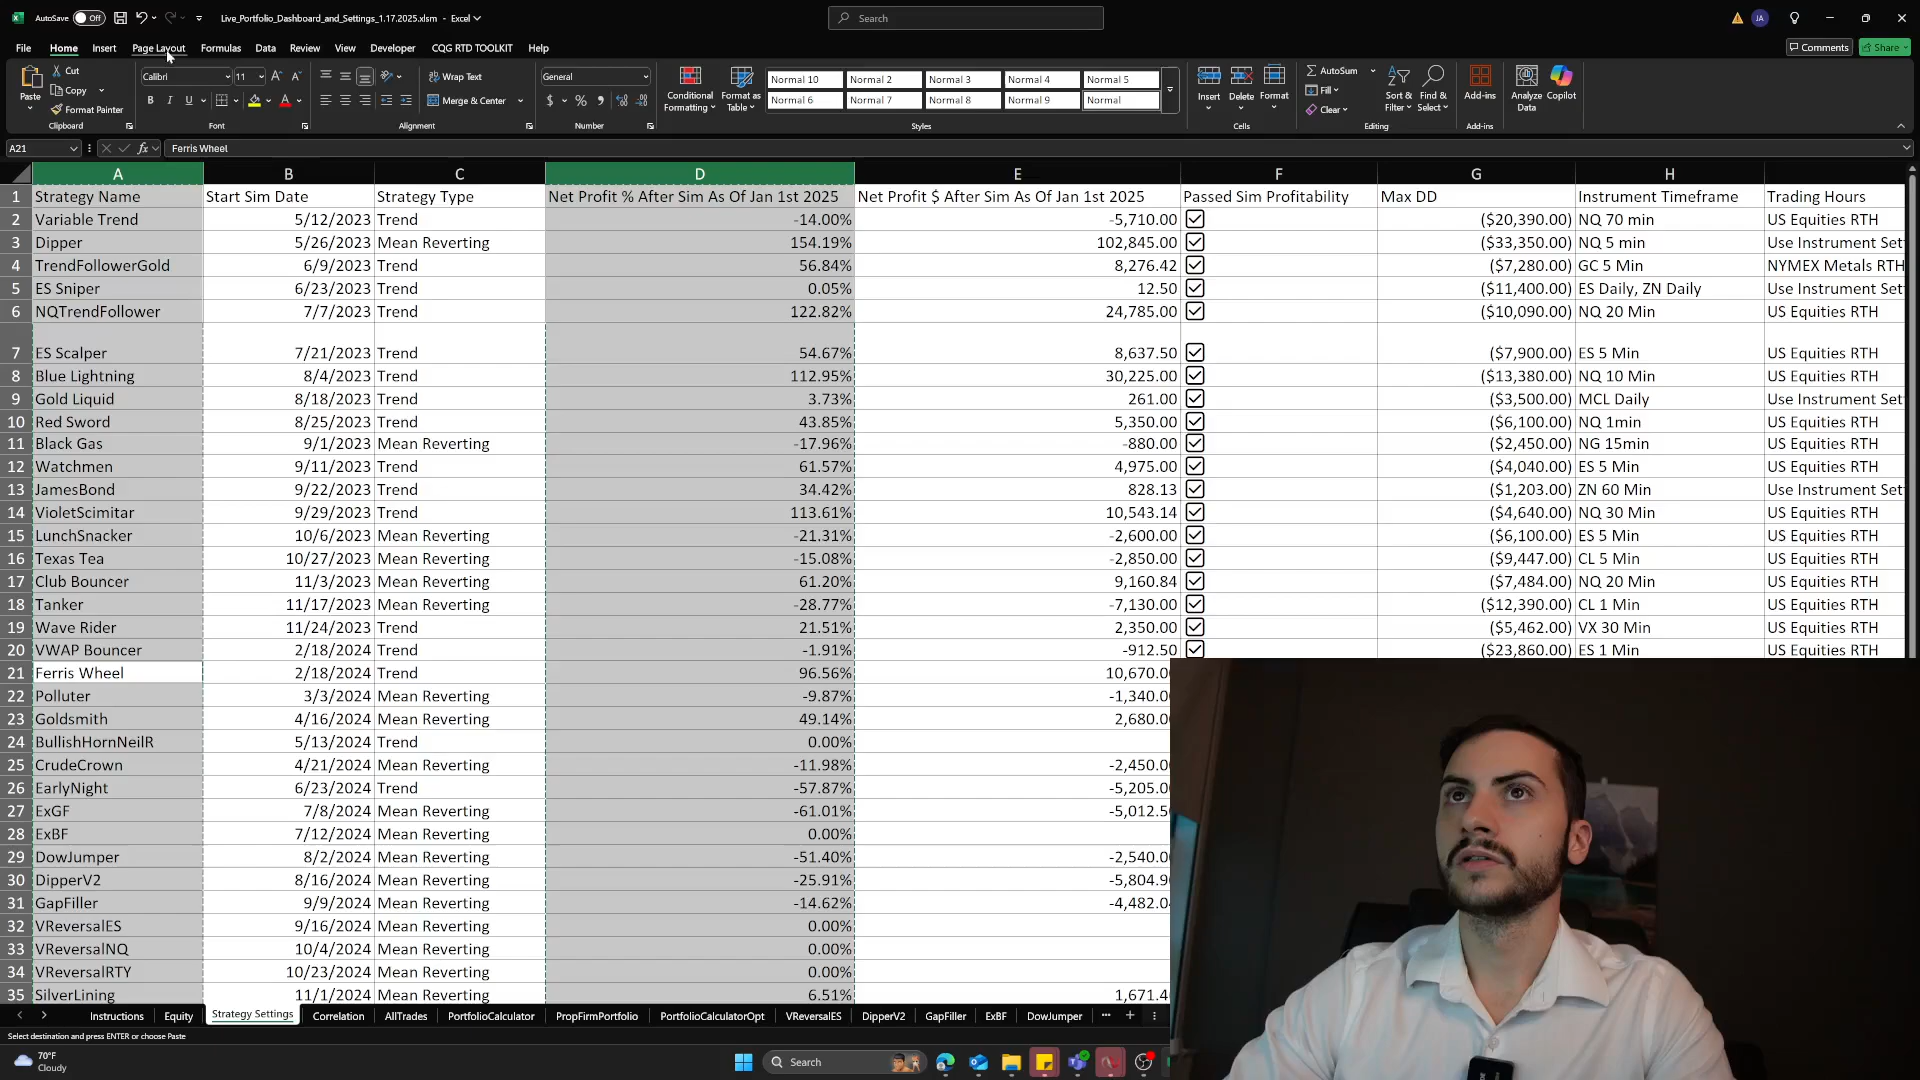 AutoSave Off Live_Portfolio_Dashboard_and_Settings_1.17.2025.xlsm - Excel Search JA
File Home Insert Page Layout Formulas Data Review View Developer CQG RTD TOOLKIT Help Comments Share
Paste Cut Copy Format Painter Clipboard
Calibri 11 B I U Font
Wrap Text Merge & Center Alignment
General $ % Number
Conditional Formatting Format as Table
Normal 10 Normal 2 Normal 3 Normal 4 Normal 5
Normal 6 Normal 7 Normal 8 Normal 9 Normal
Styles
Insert Delete Format Cells
AutoSum Fill Clear Sort & Filter Find & Select Editing
Add-ins Add-ins
Analyze Data Copilot
A21 fx Ferris Wheel
A B C D E F G H
1 Strategy Name Start Sim Date Strategy Type Net Profit % After Sim As Of Jan 1st 2025 Net Profit $ After Sim As Of Jan 1st 2025 Passed Sim Profitability Max DD Instrument Timeframe Trading Hours
2 Variable Trend 5/12/2023 Trend -14.00% -5,710.00 ($20,390.00) NQ 70 min US Equities RTH
3 Dipper 5/26/2023 Mean Reverting 154.19% 102,845.00 ($33,350.00) NQ 5 min Use Instrument Set
4 TrendFollowerGold 6/9/2023 Trend 56.84% 8,276.42 ($7,280.00) GC 5 Min NYMEX Metals RTH
5 ES Sniper 6/23/2023 Trend 0.05% 12.50 ($11,400.00) ES Daily, ZN Daily Use Instrument Set
6 NQTrendFollower 7/7/2023 Trend 122.82% 24,785.00 ($10,090.00) NQ 20 Min US Equities RTH
7 ES Scalper 7/21/2023 Trend 54.67% 8,637.50 ($7,900.00) ES 5 Min US Equities RTH
8 Blue Lightning 8/4/2023 Trend 112.95% 30,225.00 ($13,380.00) NQ 10 Min US Equities RTH
9 Gold Liquid 8/18/2023 Trend 3.73% 261.00 ($3,500.00) MCL Daily Use Instrument Set
10 Red Sword 8/25/2023 Trend 43.85% 5,350.00 ($6,100.00) NQ 1min US Equities RTH
11 Black Gas 9/1/2023 Mean Reverting -17.96% -880.00 ($2,450.00) NG 15min US Equities RTH
12 Watchmen 9/11/2023 Trend 61.57% 4,975.00 ($4,040.00) ES 5 Min US Equities RTH
13 JamesBond 9/22/2023 Trend 34.42% 828.13 ($1,203.00) ZN 60 Min Use Instrument Set
14 VioletScimitar 9/29/2023 Trend 113.61% 10,543.14 ($4,640.00) NQ 30 Min US Equities RTH
15 LunchSnacker 10/6/2023 Mean Reverting -21.31% -2,600.00 ($6,100.00) ES 5 Min US Equities RTH
16 Texas Tea 10/27/2023 Mean Reverting -15.08% -2,850.00 ($9,447.00) CL 5 Min US Equities RTH
17 Club Bouncer 11/3/2023 Mean Reverting 61.20% 9,160.84 ($7,484.00) NQ 20 Min US Equities RTH
18 Tanker 11/17/2023 Mean Reverting -28.77% -7,130.00 ($12,390.00) CL 1 Min US Equities RTH
19 Wave Rider 11/24/2023 Trend 21.51% 2,350.00 ($5,462.00) VX 30 Min US Equities RTH
20 VWAP Bouncer 2/18/2024 Trend -1.91% -912.50 ($23,860.00) ES 1 Min US Equities RTH
21 Ferris Wheel 2/18/2024 Trend 96.56% 10,670.0
22 Polluter 3/3/2024 Mean Reverting -9.87% -1,340.0
23 Goldsmith 4/16/2024 Mean Reverting 49.14% 2,680.0
24 BullishHornNeilR 5/13/2024 Trend 0.00%
25 CrudeCrown 4/21/2024 Mean Reverting -11.98% -2,450.0
26 EarlyNight 6/23/2024 Trend -57.87% -5,205.0
27 ExGF 7/8/2024 Mean Reverting -61.01% -5,012.5
28 ExBF 7/12/2024 Mean Reverting 0.00%
29 DowJumper 8/2/2024 Mean Reverting -51.40% -2,540.0
30 DipperV2 8/16/2024 Mean Reverting -25.91% -5,804.9
31 GapFiller 9/9/2024 Mean Reverting -14.62% -4,482.0
32 VReversalES 9/16/2024 Mean Reverting 0.00%
33 VReversalNQ 10/4/2024 Mean Reverting 0.00%
34 VReversalRTY 10/23/2024 Mean Reverting 0.00%
35 SilverLining 11/1/2024 Mean Reverting 6.51% 1,671.4
Instructions Equity Strategy Settings Correlation AllTrades PortfolioCalculator PropFirmPortfolio PortfolioCalculatorOpt VReversalES DipperV2 GapFiller ExBF DowJumper
Select destination and press ENTER or choose Paste
70°F
Cloudy
Search